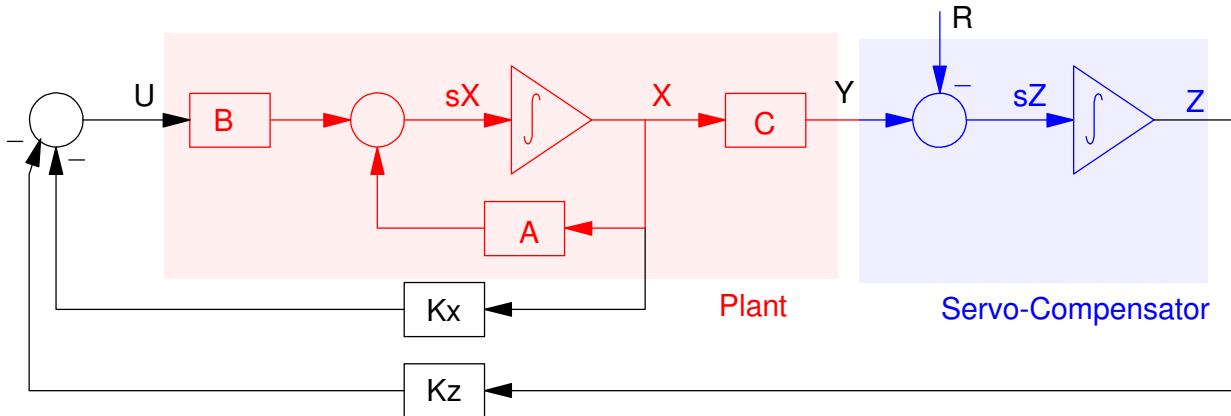 R
U
sX
X
Y
sZ
Z
B
∫
C
−
∫
−
−
A
Kx
Plant
Servo-Compensator
Kz